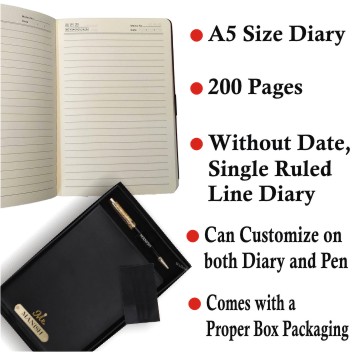 A5 Size Diary
200 Pages
Without Date,
Single Ruled
Line Diary
Can Customize on
both Diary and Pen
Comes with a
Proper Box Packaging